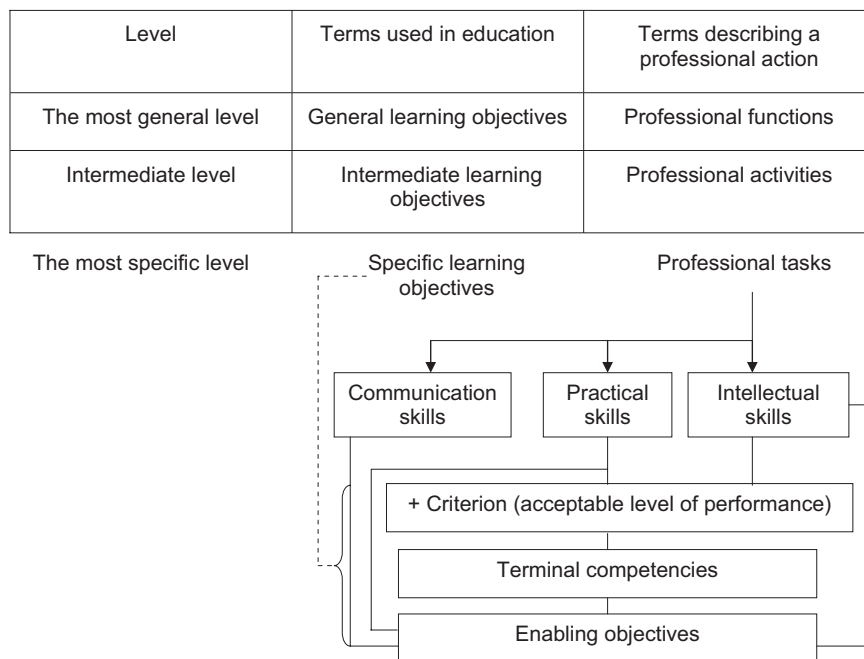 Level
Terms used in education
Terms describing a
professional action
The most general level
General learning objectives
Professional functions
Intermediate level
Intermediate learning
objectives
Professional activities
The most specific level
Specific learning
objectives
Professional tasks
Communication
skills
Practical
skills
Intellectual
skills
+ Criterion (acceptable level of performance)
Terminal competencies
Enabling objectives